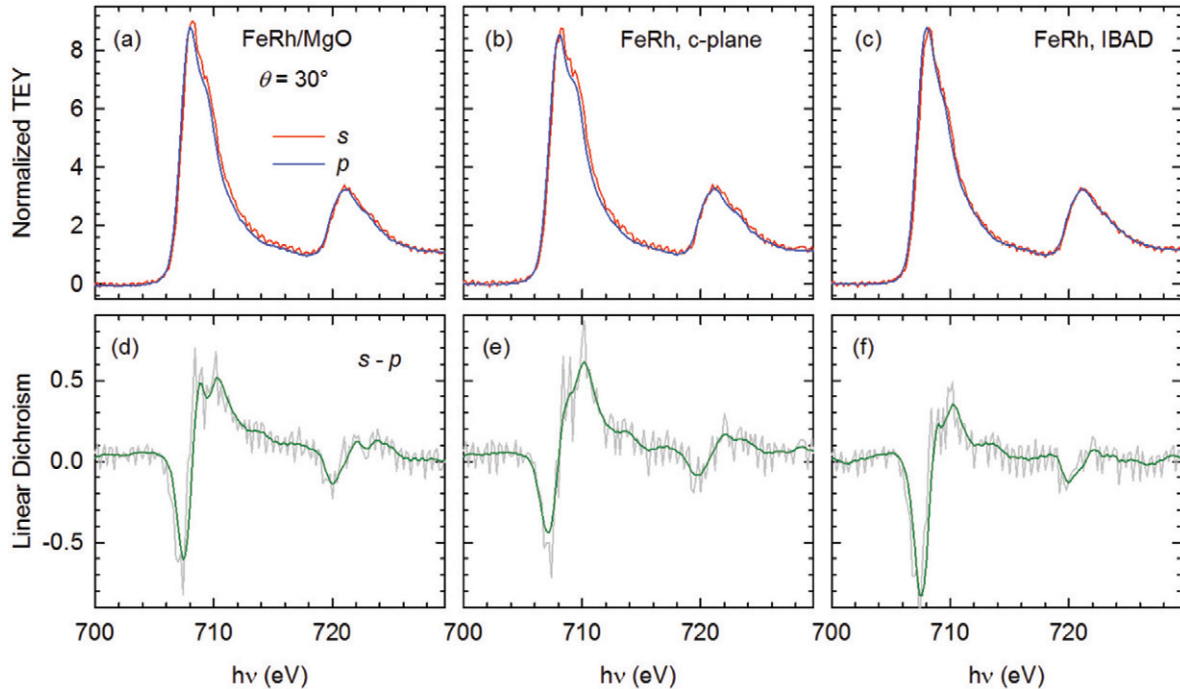 (a) FeRh/MgO
θ = 30°
s
p
(b) FeRh, c-plane
(c) FeRh, IBAD
Normalized TEY
8
6
4
2
0
(d) s - p
(e)
(f)
Linear Dichroism
0.5
0.0
-0.5
700 710 720 700 710 720 700 710 720
hν (eV) hν (eV) hν (eV)